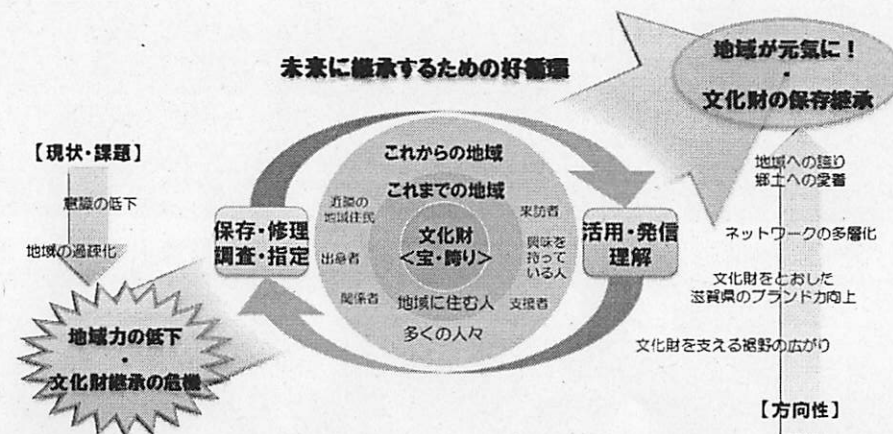 未来に継承するための好循環
地域が元気に！
・
文化財の保存継承
【現状・課題】
意識の低下
地域の過疎化
地域力の低下
・
文化財継承の危機
保存・修理
調査・指定
これからの地域
これまでの地域
文化財
<宝・誇り>
地域に住む人
多くの人々
近隣の
地域住民
出身者
関係者
来訪者
興味を
持って
いる人
支援者
活用・発信
理解
地域への誇り
郷土への愛着
ネットワークの多層化
文化財をとおした
滋賀県のブランド力向上
文化財を支える裾野の広がり
【方向性】